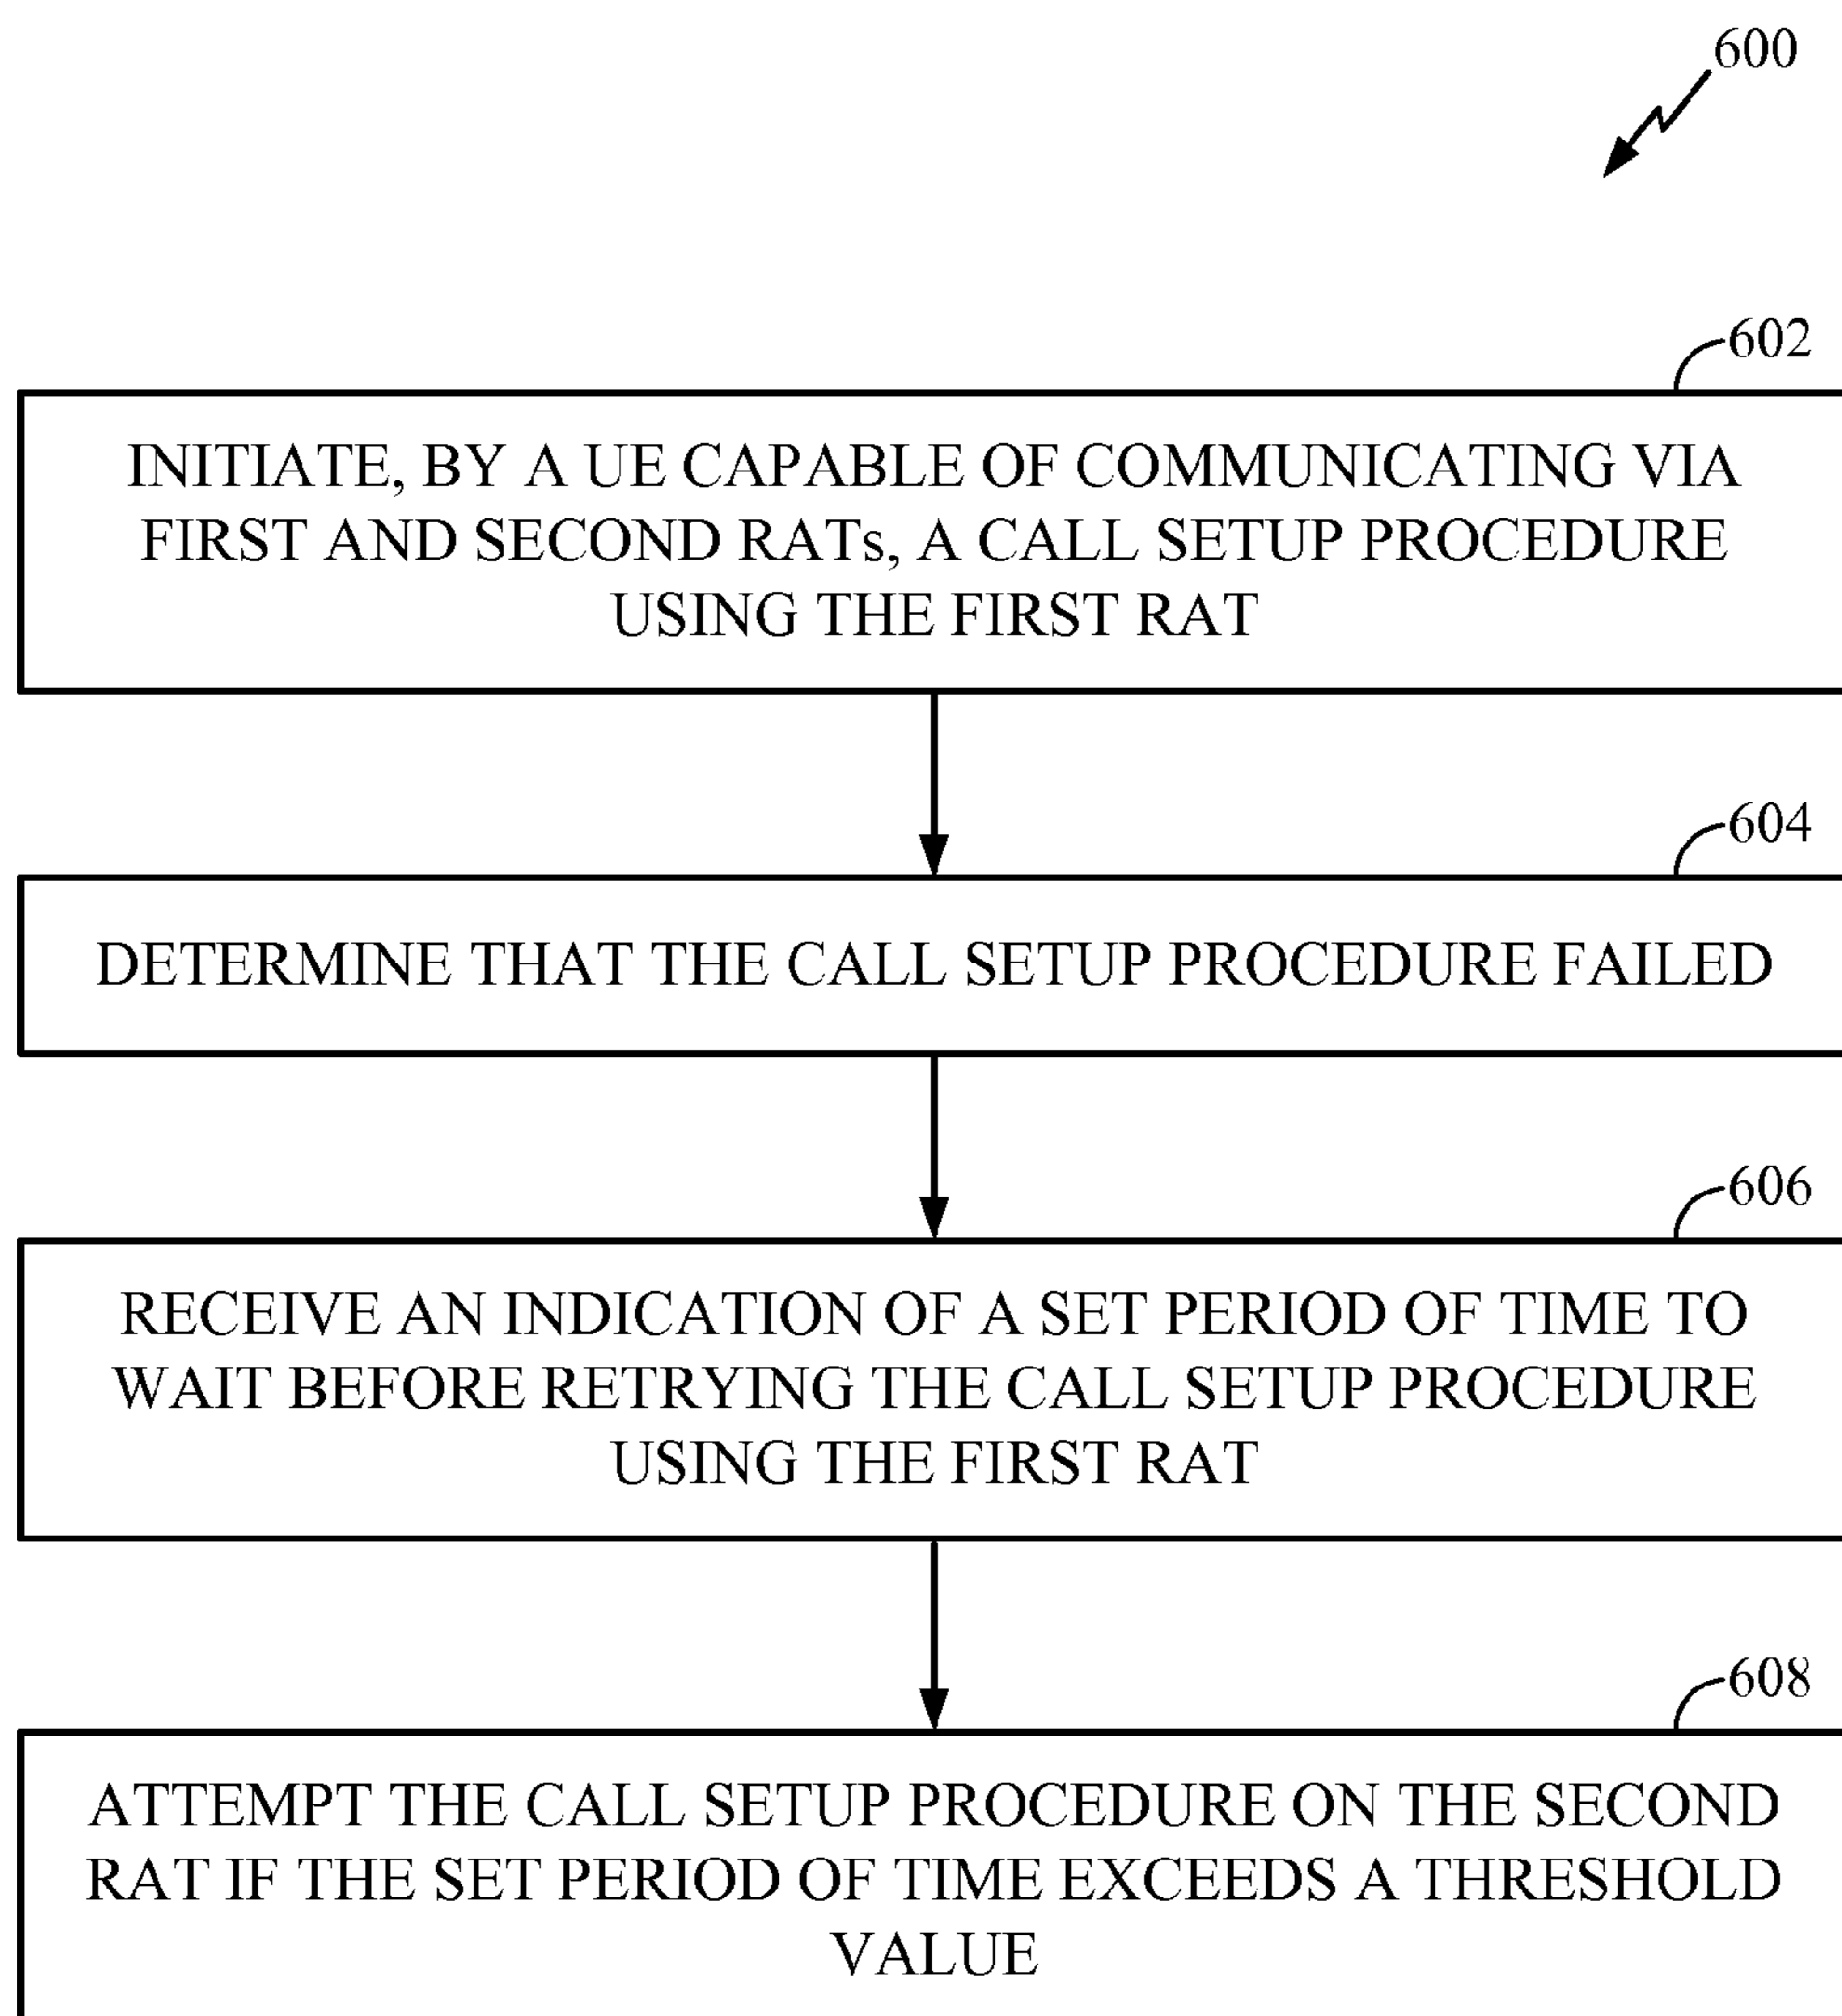 600
602
INITIATE, BY A UE CAPABLE OF COMMUNICATING VIA
FIRST AND SECOND RATs, A CALL SETUP PROCEDURE
USING THE FIRST RAT
604
DETERMINE THAT THE CALL SETUP PROCEDURE FAILED
606
RECEIVE AN INDICATION OF A SET PERIOD OF TIME TO
WAIT BEFORE RETRYING THE CALL SETUP PROCEDURE
USING THE FIRST RAT
608
ATTEMPT THE CALL SETUP PROCEDURE ON THE SECOND
RAT IF THE SET PERIOD OF TIME EXCEEDS A THRESHOLD
VALUE